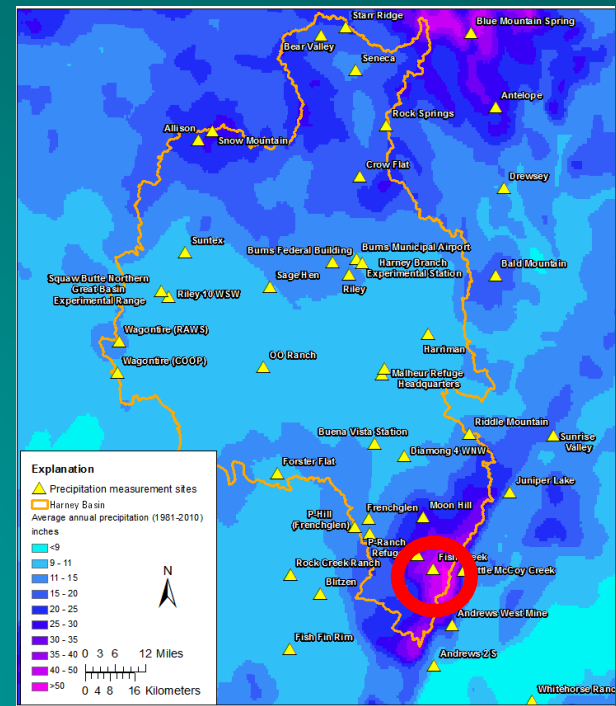 Starr Ridge
Blue Mountain Spring
Bear Valley
Seneca
Antelope
Rock Springs
Allison
Snow Mountain
Crow Flat
Drewsey
Suntex
Burns Federal Building
Burns Municipal Airport
Harney Branch
Experimental Station
Sage Hen
Riley
Bald Mountain
Squaw Butte Northern
Great Basin
Experimental Range
Riley 10 WSW
Wagontire (RAWS)
Harriman
Wagontire (COOP)
OO Ranch
Malheur Refuge
Headquarters
Buena Vista Station
Riddle Mountain
Sunrise
Valley
Diamong 4 WNW
Forster Flat
Juniper Lake
P-Hill
(Frenchglen)
Frenchglen
Moon Hill
P-Ranch
Refuge
Fish Creek
Little McCoy Creek
Rock Creek Ranch
Blitzen
Andrews West Mine
Fish Fin Rim
Andrews 2 S
Whitehorse Ranc
Explanation
Precipitation measurement sites
Harney Basin
Average annual precipitation (1981-2010)
inches
<9
9 - 11
11 - 15
15 - 20
20 - 25
25 - 30
30 - 35
35 - 40
40 - 50
>50
N
0 3 6 12 Miles
0 4 8 16 Kilometers